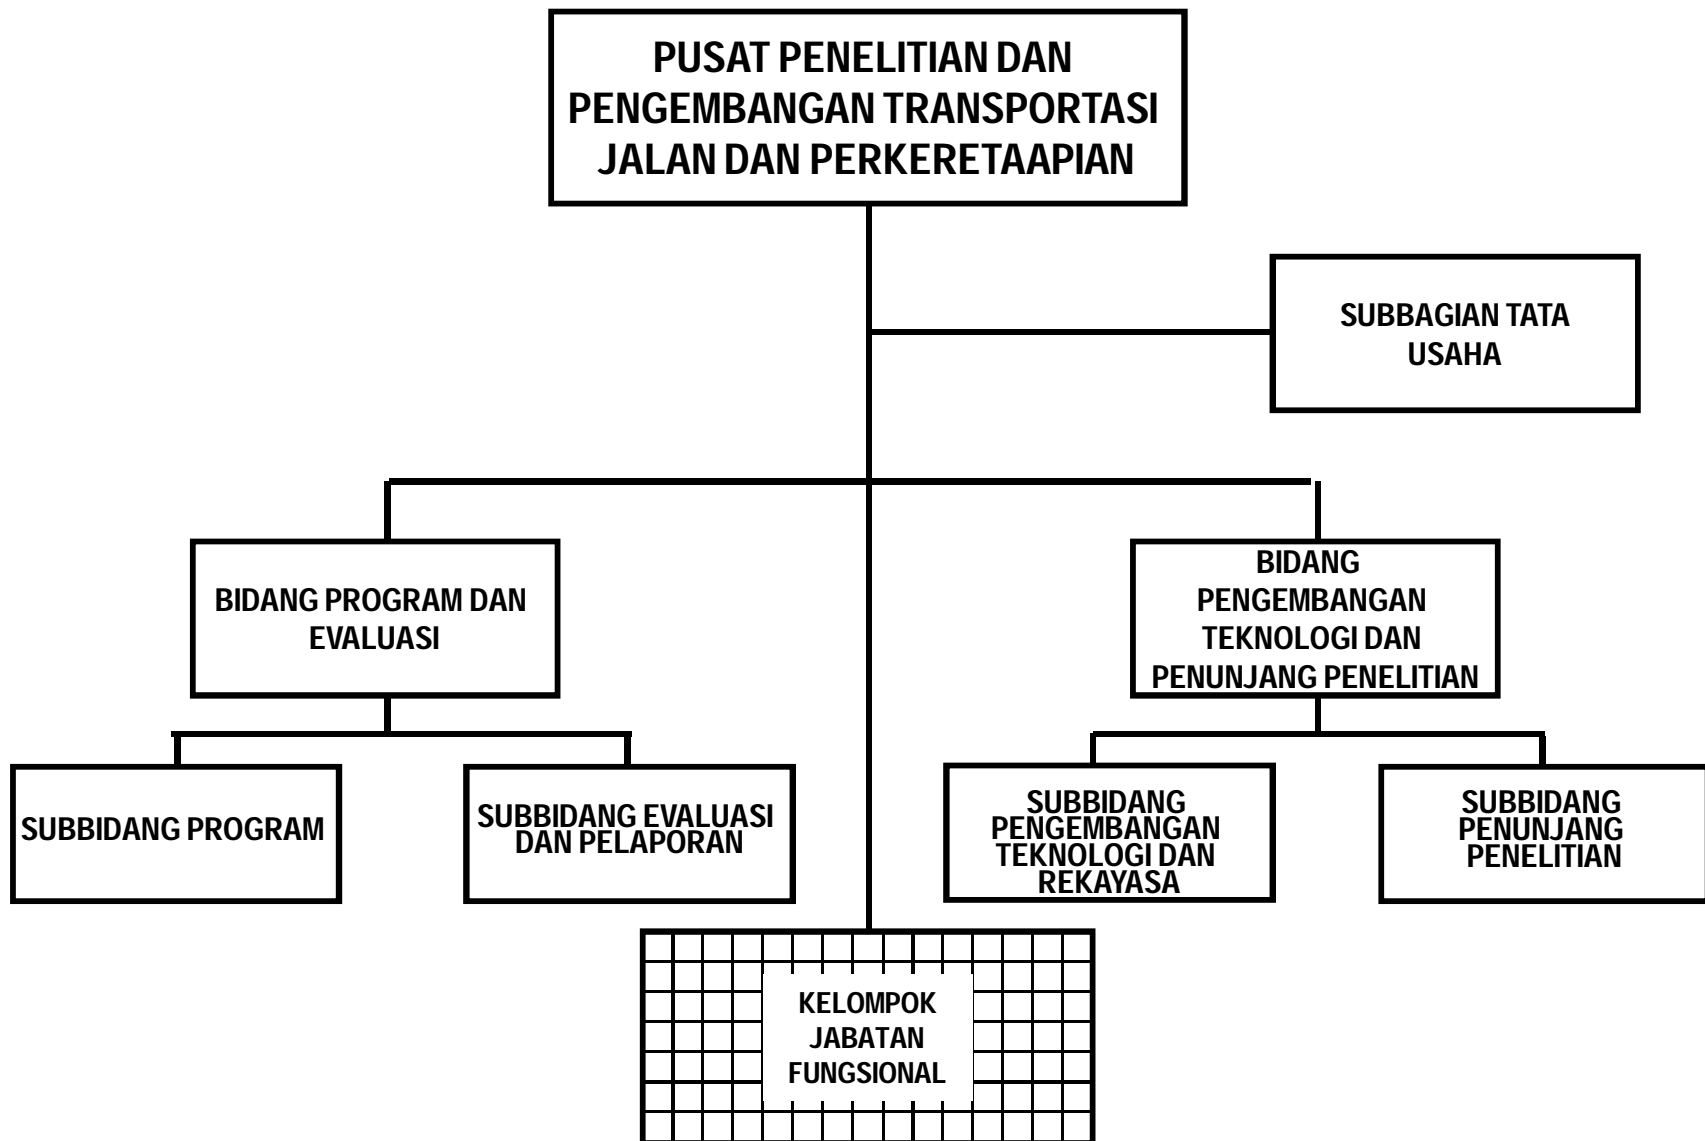 PUSAT PENELITIAN DAN
PENGEMBANGAN TRANSPORTASI
JALAN DAN PERKERETAAPIAN
SUBBAGIAN TATA
USAHA
BIDANG PROGRAM DAN
EVALUASI
BIDANG
PENGEMBANGAN
TEKNOLOGI DAN
PENUNJANG PENELITIAN
SUBBIDANG PROGRAM
SUBBIDANG EVALUASI
DAN PELAPORAN
SUBBIDANG
PENGEMBANGAN
TEKNOLOGI DAN
REKAYASA
SUBBIDANG
PENUNJANG
PENELITIAN
KELOMPOK
JABATAN
FUNGSIONAL